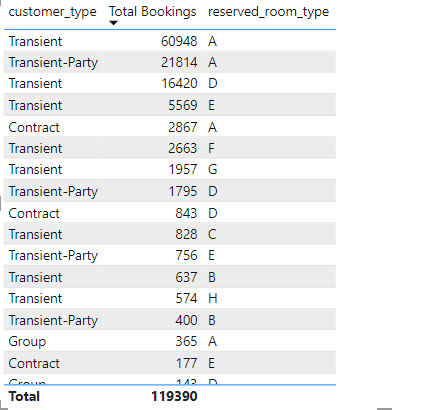 customer_type Total Bookings reserved_room_type
Transient 60948 A
Transient-Party 21814 A
Transient 16420 D
Transient 5569 E
Contract 2867 A
Transient 2663 F
Transient 1957 G
Transient-Party 1795 D
Contract 843 D
Transient 828 C
Transient-Party 756 E
Transient 637 B
Transient 574 H
Transient-Party 400 B
Group 365 A
Contract 177 E
Group 143 D
Total 119390